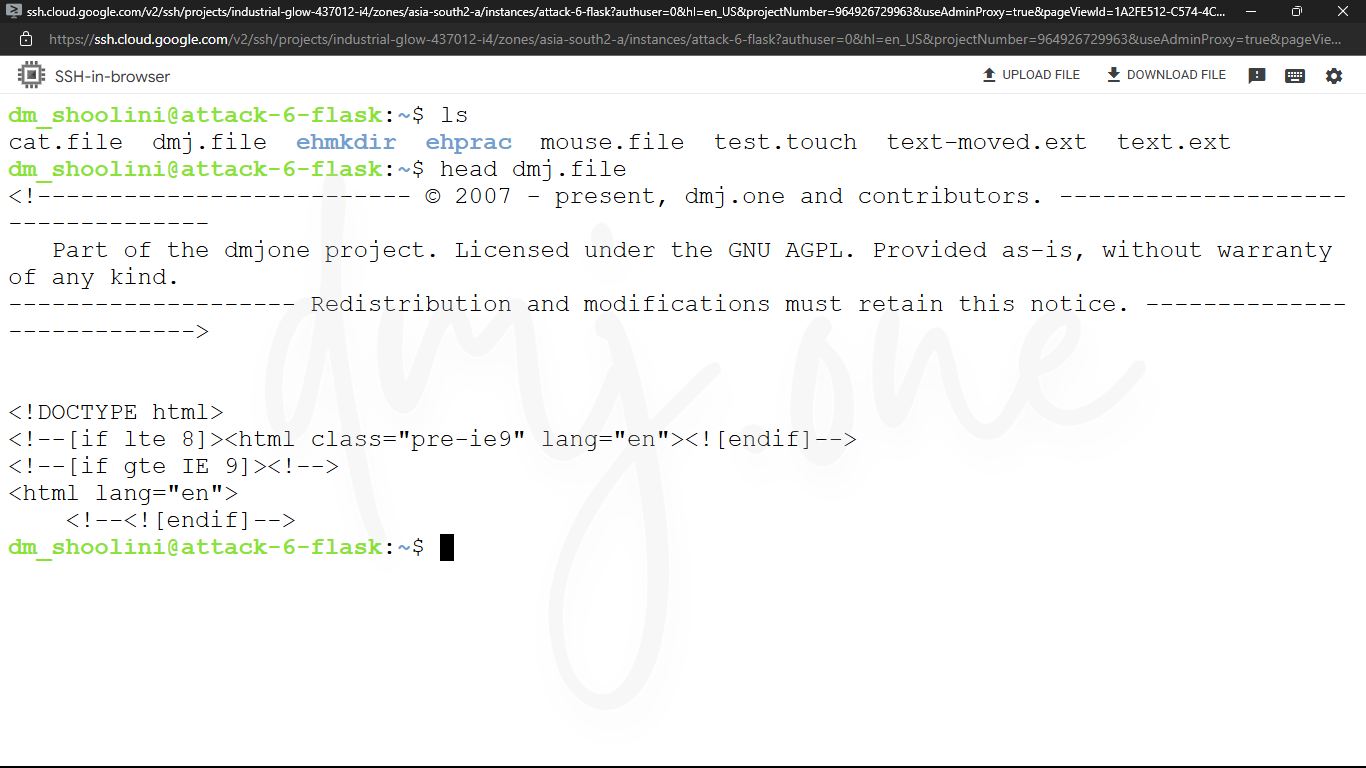 ssh.cloud.google.com/v2/ssh/projects/industrial-glow-437012-i4/zones/asia-south2-a/instances/attack-6-flask?authuser=0&hl=en_US&projectNumber=964926729963&useAdminProxy=true&pageViewId=1A2FE512-C574-4C...
https://ssh.cloud.google.com/v2/ssh/projects/industrial-glow-437012-i4/zones/asia-south2-a/instances/attack-6-flask?authuser=0&hl=en_US&projectNumber=964926729963&useAdminProxy=true&pageVie...
SSH-in-browser UPLOAD FILE DOWNLOAD FILE
dm_shoolini@attack-6-flask:~$ ls
cat.file dmj.file ehmkdir ehprac mouse.file test.touch text-moved.ext text.ext
dm_shoolini@attack-6-flask:~$ head dmj.file
<!-------------------------- © 2007 - present, dmj.one and contributors. --------------------
--------------
   Part of the dmjone project. Licensed under the GNU AGPL. Provided as-is, without warranty
of any kind.
-------------------- Redistribution and modifications must retain this notice. --------------
------------->
<!DOCTYPE html>
<!--[if lte 8]><html class="pre-ie9" lang="en"><![endif]-->
<!--[if gte IE 9]><!-->
<html lang="en">
    <!--<![endif]-->
dm_shoolini@attack-6-flask:~$
dmj.one